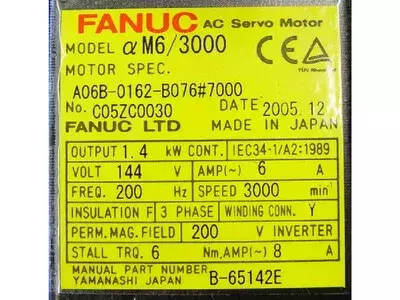 FANUC AC Servo Motor
MODEL αM6/3000
MOTOR SPEC.
A06B-0162-B076#7000
No. C05ZC0030 DATE 2005.12
FANUC LTD MADE IN JAPAN
OUTPUT 1.4 kW CONT. IEC34-1/A2:1989
VOLT 144 V AMP(~) 6 A
FREQ. 200 Hz SPEED 3000 min⁻¹
INSULATION F 3 PHASE WINDING CONN. Y
PERM.MAG.FIELD 200 V INVERTER
STALL TRQ. 6 Nm,AMP(~) 8 A
MANUAL PART NUMBER B-65142E
YAMANASHI JAPAN